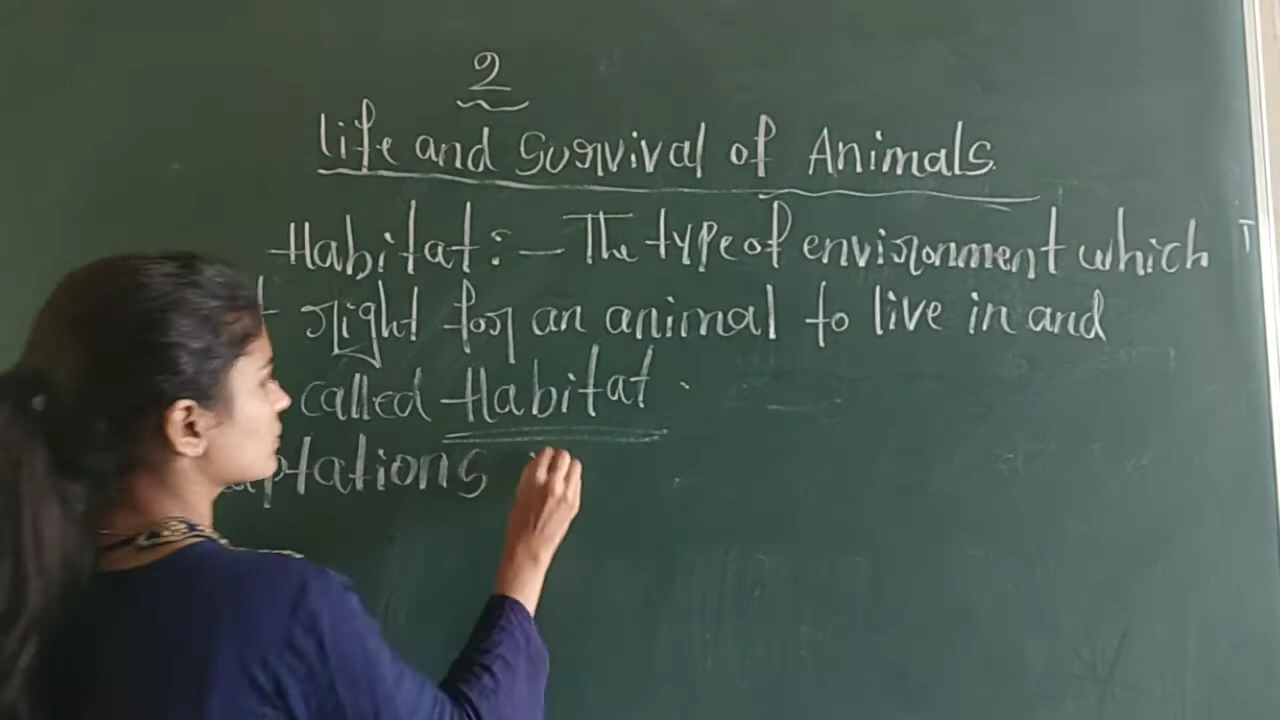 2
Life and Survival of Animals
Habitat:- The type of environment which
right for an animal to live in and
called Habitat.
ptations